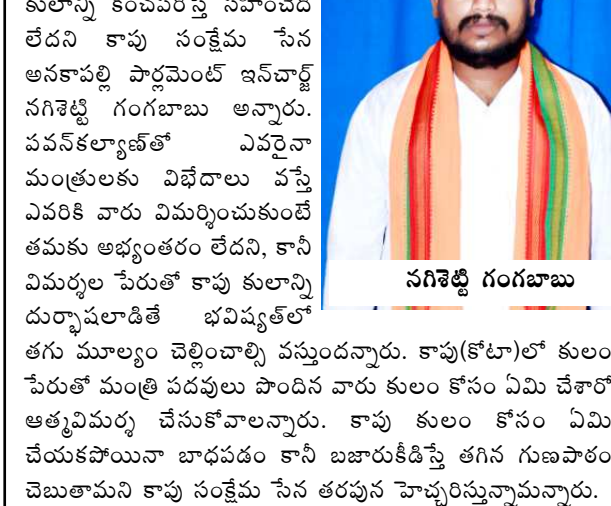 కులాన్ని కించపరిస్తే సహించేది
లేదని కాపు సంక్షేమ సేన
అనకాపల్లి పార్లమెంట్ ఇన్‌చార్జ్
నగిశెట్టి గంగబాబు అన్నారు.
పవన్‌కల్యాణ్‌తో ఎవరైనా
మంత్రులకు విభేదాలు వస్తే
ఎవరికి వారు విమర్శించుకుంటే
తమకు అభ్యంతరం లేదని, కానీ
విమర్శల పేరుతో కాపు కులాన్ని
దుర్భాషలాడితే భవిష్యత్‌లో
నగిశెట్టి గంగబాబు
తగు మూల్యం చెల్లించాల్సి వస్తుందన్నారు. కాపు(కోటా)లో కులం
పేరుతో మంత్రి పదవులు పొందిన వారు కులం కోసం ఏమి చేశారో
ఆత్మవిమర్శ చేసుకోవాలన్నారు. కాపు కులం కోసం ఏమి
చేయకపోయినా బాధపడం కానీ బజారుకీడిస్తే తగిన గుణపాఠం
చెబుతామని కాపు సంక్షేమ సేన తరపున హెచ్చరిస్తున్నామన్నారు.